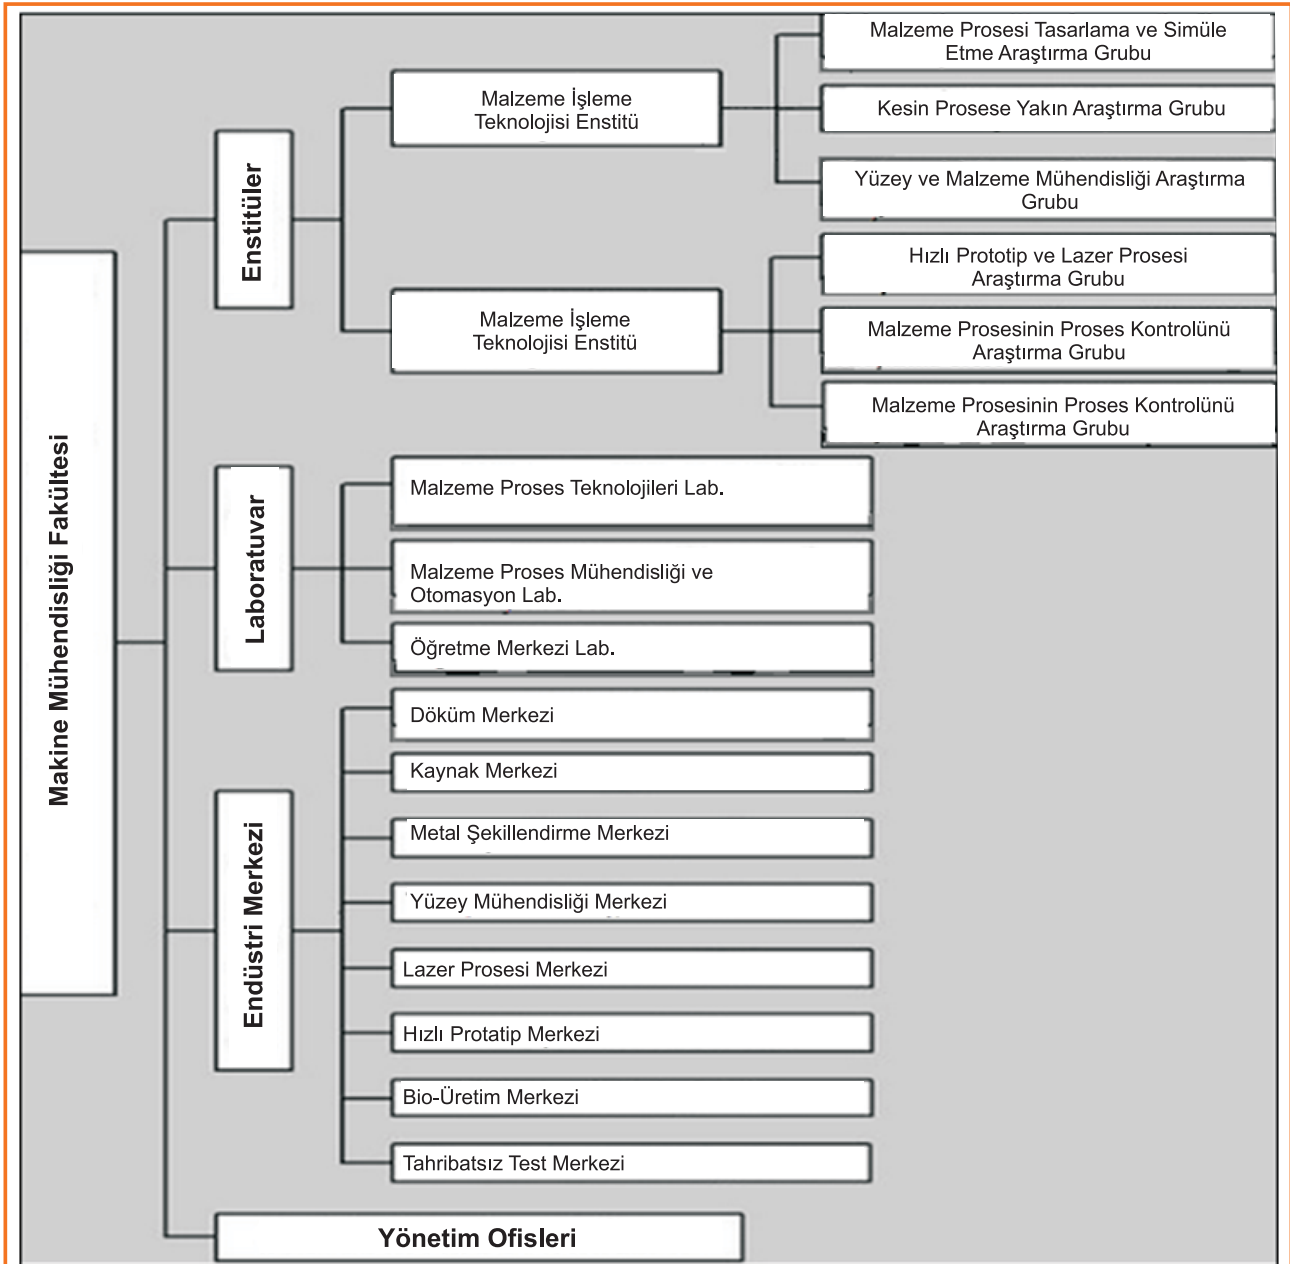 Makine Mühendisliği Fakültesi
Enstitüler
Malzeme İşleme
Teknolojisi Enstitü
Malzeme Prosesi Tasarlama ve Simüle
Etme Araştırma Grubu
Kesin Prosese Yakın Araştırma Grubu
Yüzey ve Malzeme Mühendisliği Araştırma
Grubu
Malzeme İşleme
Teknolojisi Enstitü
Hızlı Prototip ve Lazer Prosesi
Araştırma Grubu
Malzeme Prosesinin Proses Kontrolünü
Araştırma Grubu
Malzeme Prosesinin Proses Kontrolünü
Araştırma Grubu
Laboratuvar
Malzeme Proses Teknolojileri Lab.
Malzeme Proses Mühendisliği ve
Otomasyon Lab.
Öğretme Merkezi Lab.
Endüstri Merkezi
Döküm Merkezi
Kaynak Merkezi
Metal Şekillendirme Merkezi
Yüzey Mühendisliği Merkezi
Lazer Prosesi Merkezi
Hızlı Protatip Merkezi
Bio-Üretim Merkezi
Tahribatsız Test Merkezi
Yönetim Ofisleri